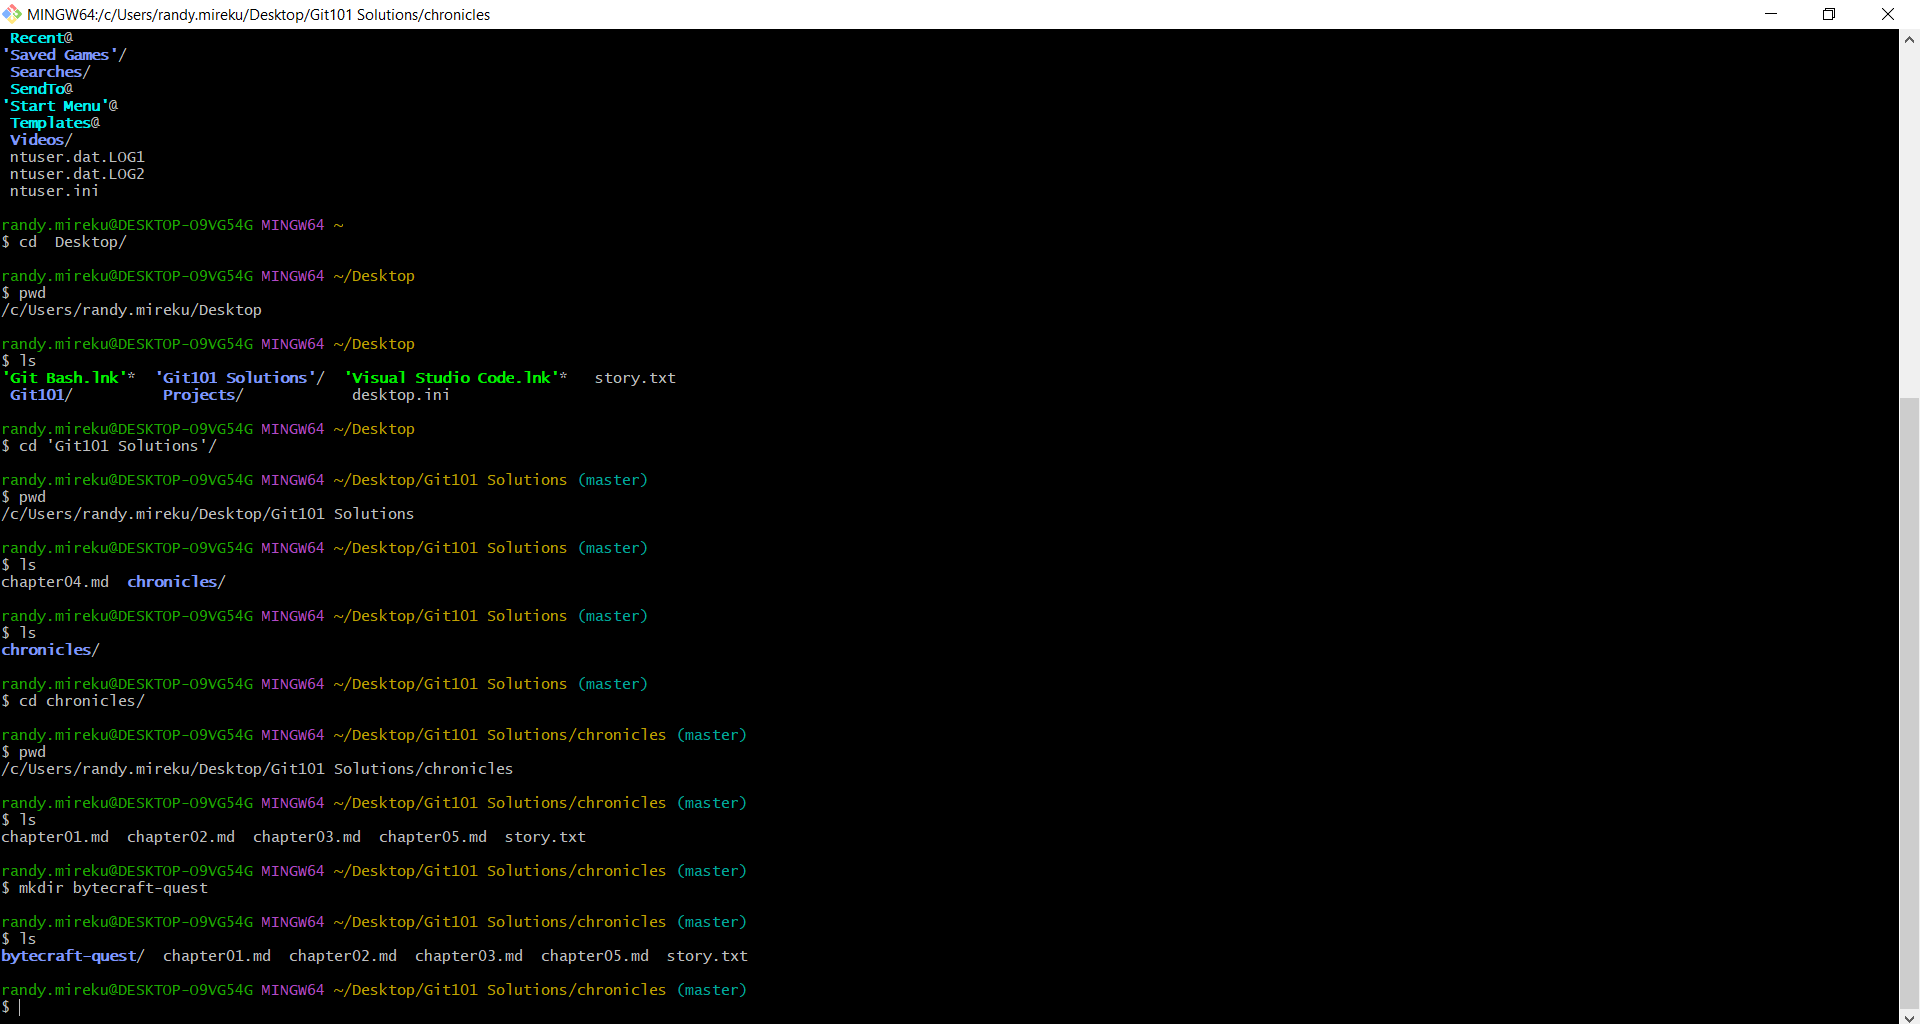 MINGW64:/c/Users/randy.mireku/Desktop/Git101 Solutions/chronicles
Recent@
'Saved Games'/
Searches/
SendTo@
'Start Menu'@
Templates@
Videos/
ntuser.dat.LOG1
ntuser.dat.LOG2
ntuser.ini
randy.mireku@DESKTOP-O9VG54G MINGW64 ~
$ cd  Desktop/
randy.mireku@DESKTOP-O9VG54G MINGW64 ~/Desktop
$ pwd
/c/Users/randy.mireku/Desktop
randy.mireku@DESKTOP-O9VG54G MINGW64 ~/Desktop
$ ls
'Git Bash.lnk'*  'Git101 Solutions'/  'Visual Studio Code.lnk'*   story.txt
Git101/          Projects/            desktop.ini
randy.mireku@DESKTOP-O9VG54G MINGW64 ~/Desktop
$ cd 'Git101 Solutions'/
randy.mireku@DESKTOP-O9VG54G MINGW64 ~/Desktop/Git101 Solutions (master)
$ pwd
/c/Users/randy.mireku/Desktop/Git101 Solutions
randy.mireku@DESKTOP-O9VG54G MINGW64 ~/Desktop/Git101 Solutions (master)
$ ls
chapter04.md  chronicles/
randy.mireku@DESKTOP-O9VG54G MINGW64 ~/Desktop/Git101 Solutions (master)
$ ls
chronicles/
randy.mireku@DESKTOP-O9VG54G MINGW64 ~/Desktop/Git101 Solutions (master)
$ cd chronicles/
randy.mireku@DESKTOP-O9VG54G MINGW64 ~/Desktop/Git101 Solutions/chronicles (master)
$ pwd
/c/Users/randy.mireku/Desktop/Git101 Solutions/chronicles
randy.mireku@DESKTOP-O9VG54G MINGW64 ~/Desktop/Git101 Solutions/chronicles (master)
$ ls
chapter01.md  chapter02.md  chapter03.md  chapter05.md  story.txt
randy.mireku@DESKTOP-O9VG54G MINGW64 ~/Desktop/Git101 Solutions/chronicles (master)
$ mkdir bytecraft-quest
randy.mireku@DESKTOP-O9VG54G MINGW64 ~/Desktop/Git101 Solutions/chronicles (master)
$ ls
bytecraft-quest/  chapter01.md  chapter02.md  chapter03.md  chapter05.md  story.txt
randy.mireku@DESKTOP-O9VG54G MINGW64 ~/Desktop/Git101 Solutions/chronicles (master)
$